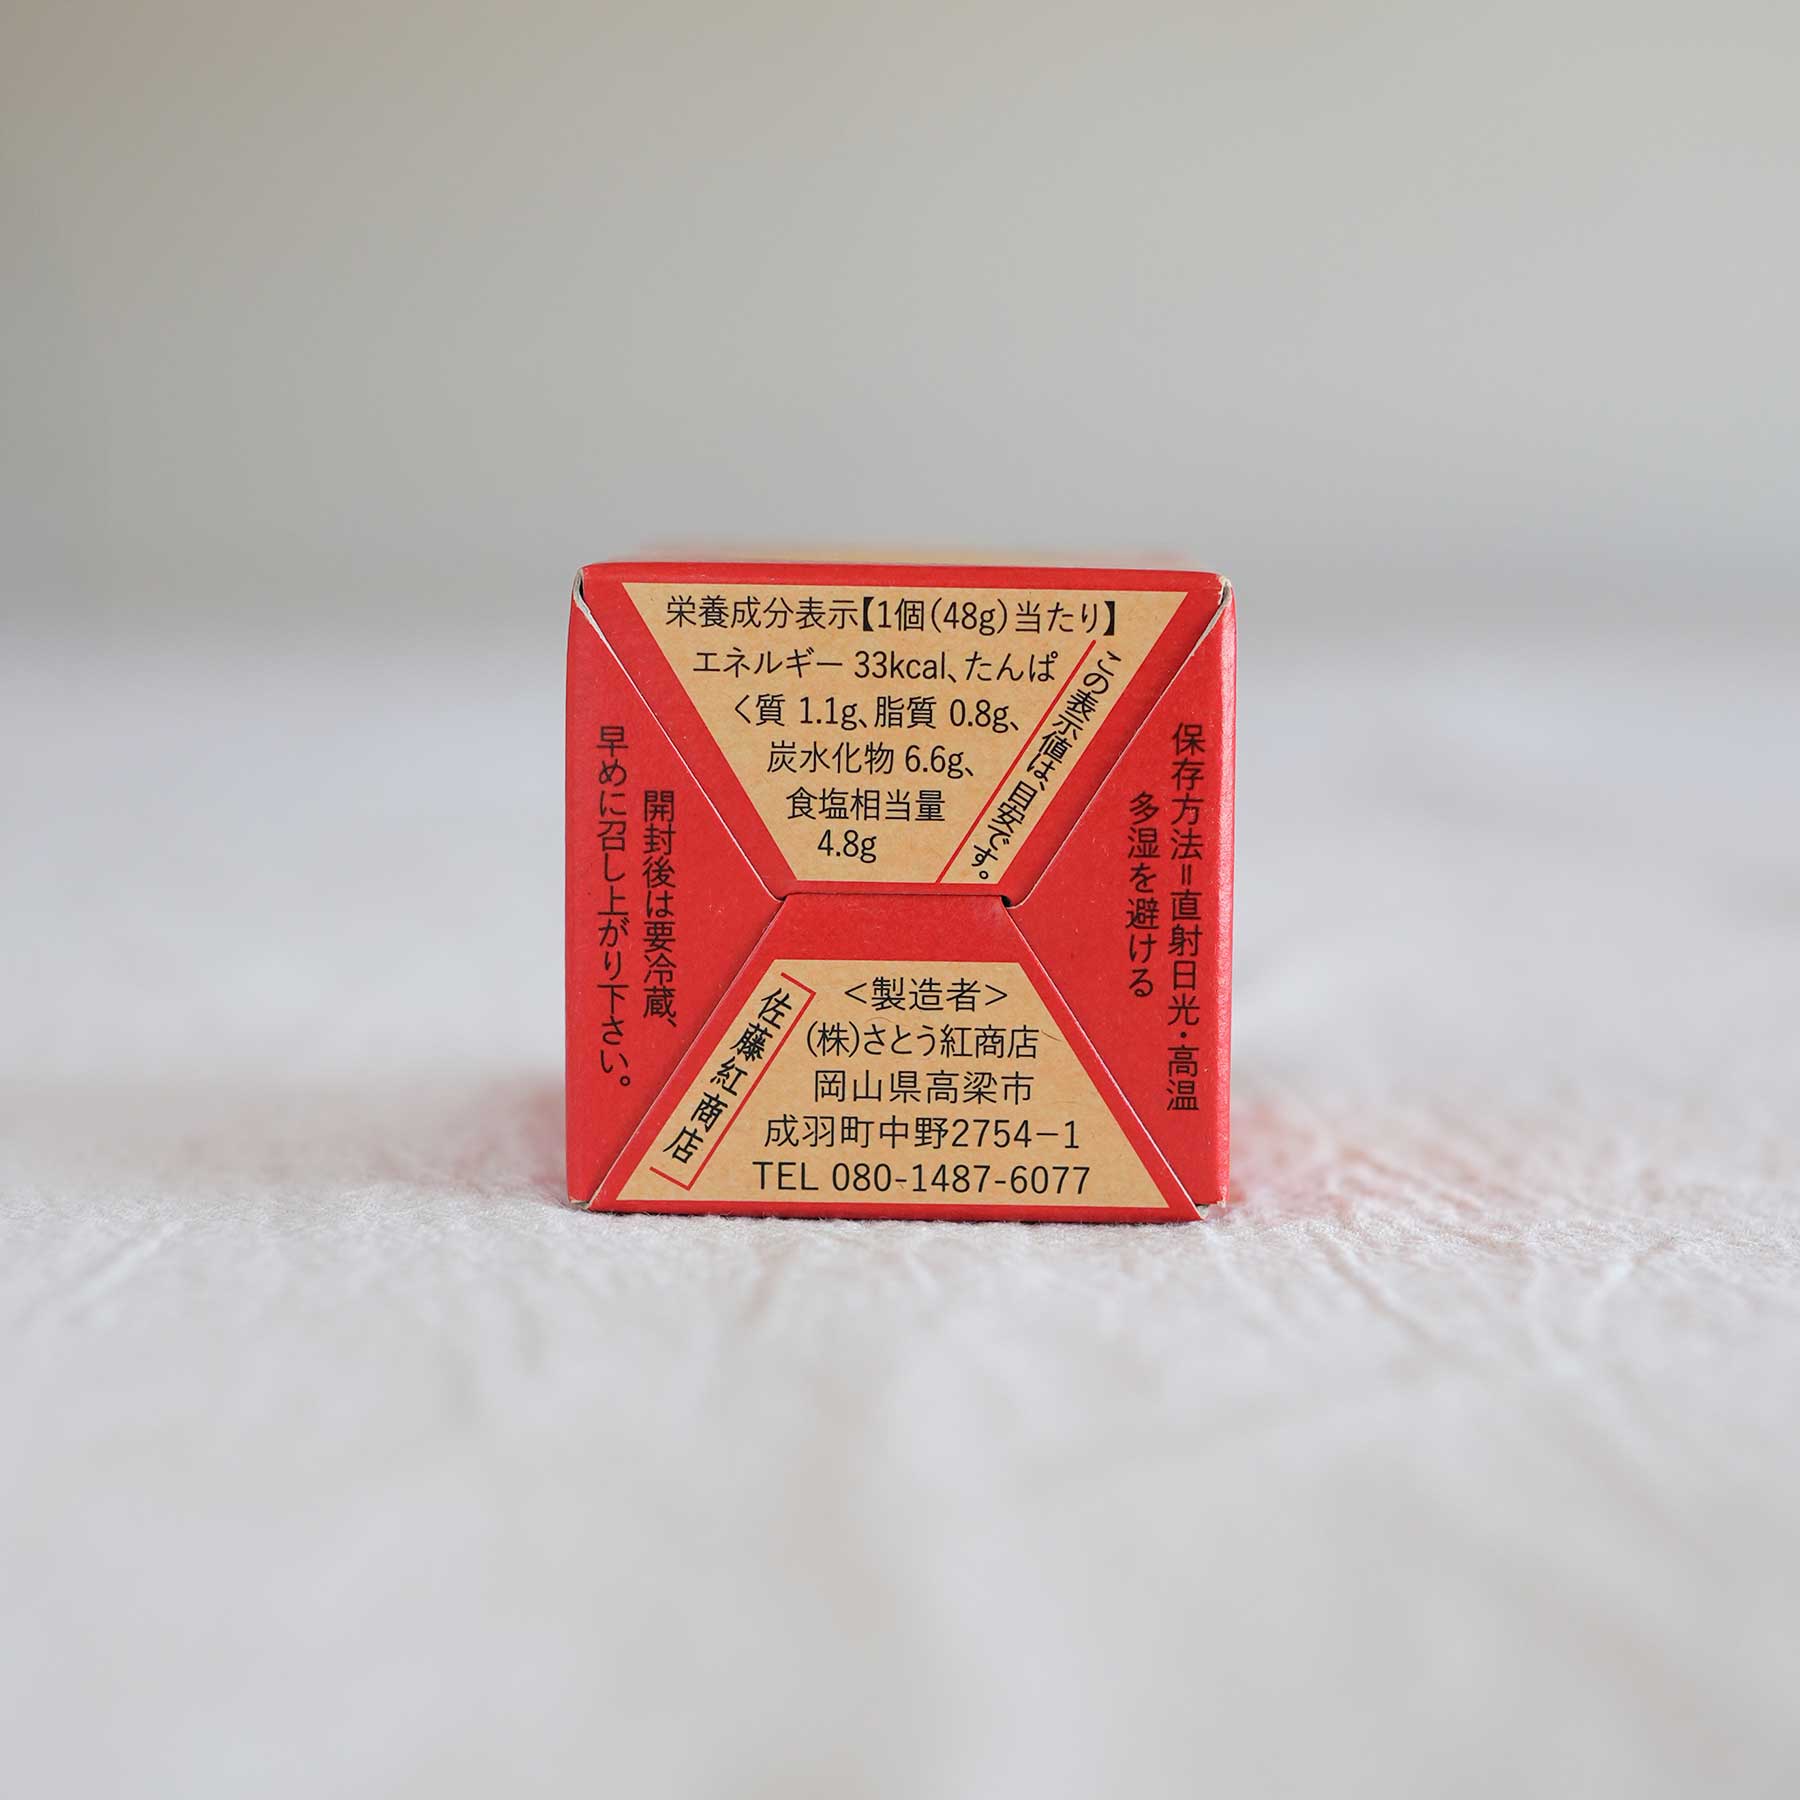 栄養成分表示【1個(48g)当たり】
エネルギー 33kcal、たんぱ
く質 1.1g、脂質 0.8g、
炭水化物 6.6g、
食塩相当量
4.8g
この表示値は、目安です。
保存方法=直射日光・高温
多湿を避ける
開封後は要冷蔵、
早めに召し上がり下さい。
佐藤紅商店
<製造者>
(株)さとう紅商店
岡山県高梁市
成羽町中野2754-1
TEL 080-1487-6077